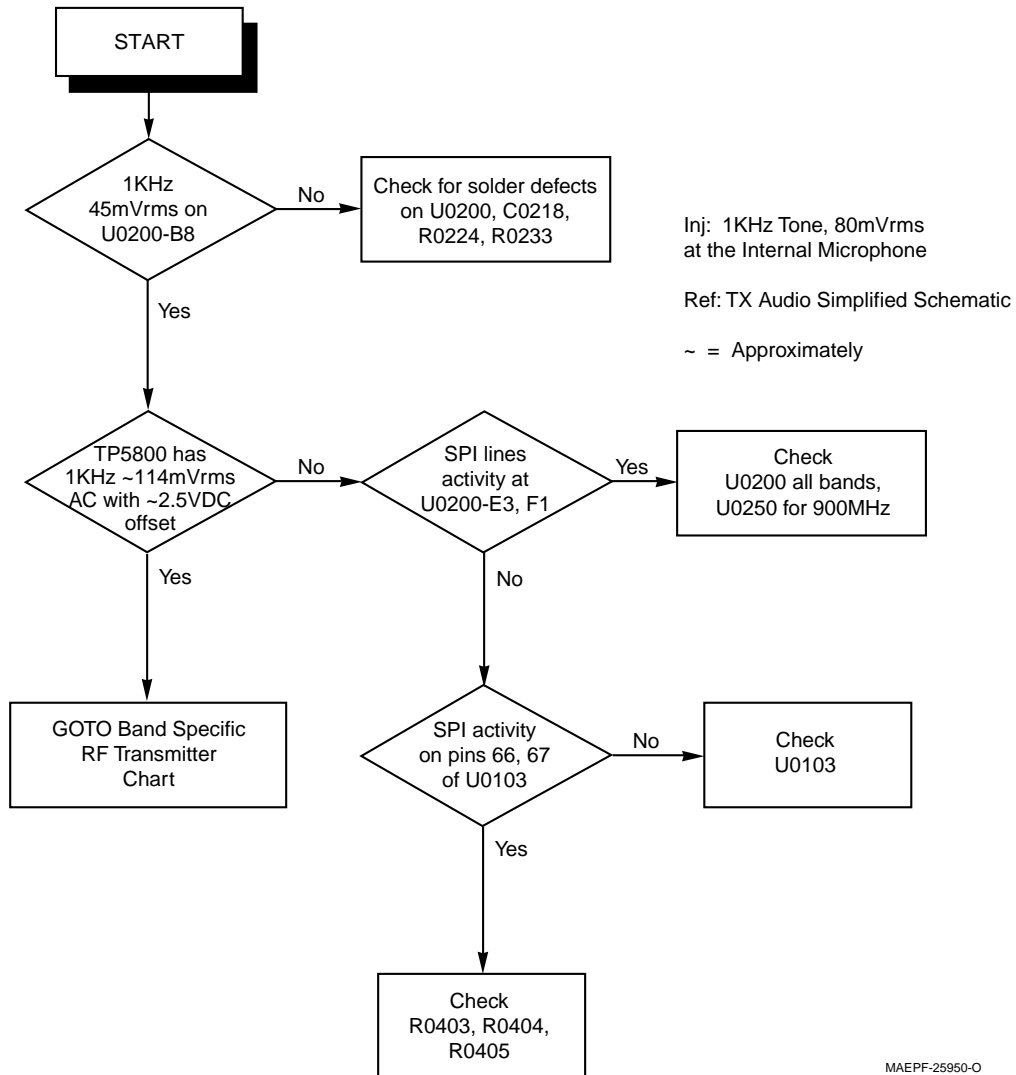 START
1KHz
45mVrms on
U0200-B8
No
Check for solder defects
on U0200, C0218,
R0224, R0233
Inj: 1KHz Tone, 80mVrms
at the Internal Microphone
Ref: TX Audio Simplified Schematic
~ = Approximately
Yes
TP5800 has
1KHz ~114mVrms
AC with ~2.5VDC
offset
No
SPI lines
activity at
U0200-E3, F1
Yes
Check
U0200 all bands,
U0250 for 900MHz
Yes
No
GOTO Band Specific
RF Transmitter
Chart
SPI activity
on pins 66, 67
of U0103
No
Check
U0103
Yes
Check
R0403, R0404,
R0405
MAEPF-25950-O